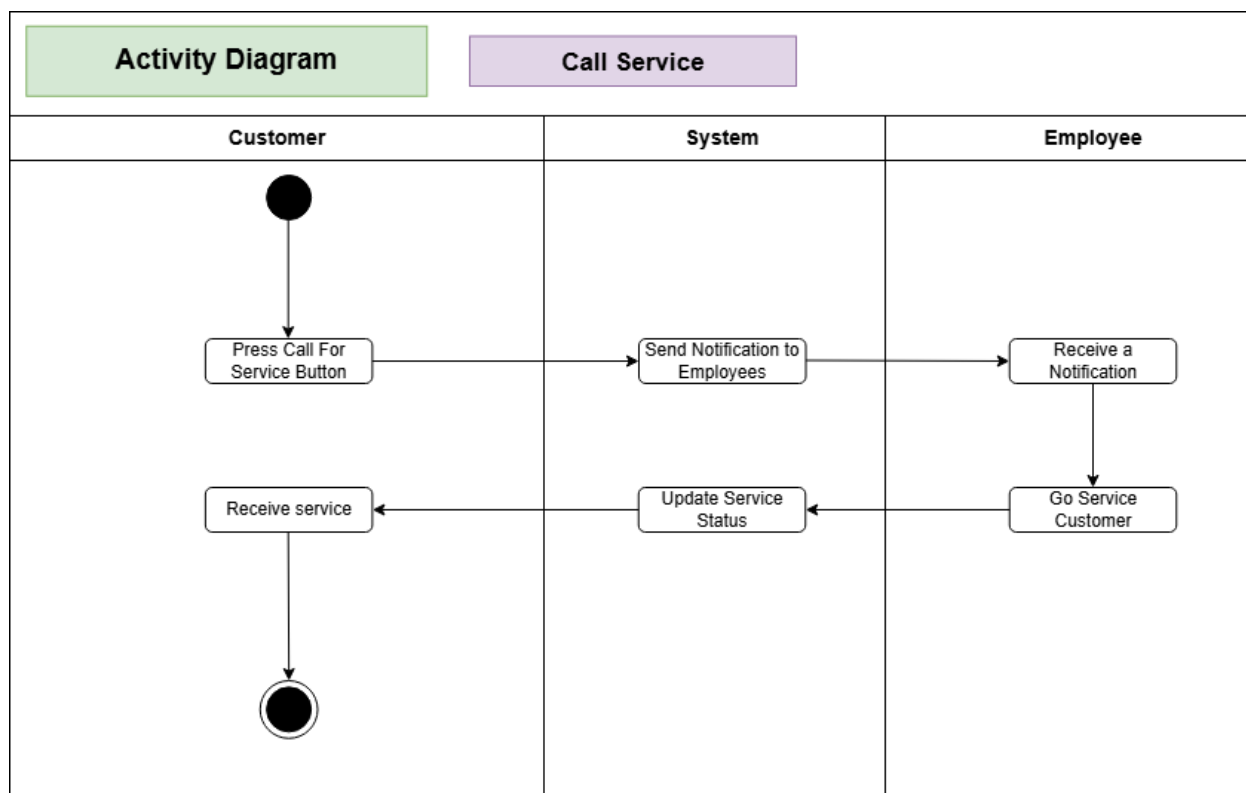 Activity Diagram
Call Service
Customer
System
Employee
Press Call For
Service Button
Send Notification to
Employees
Receive a
Notification
Receive service
Update Service
Status
Go Service
Customer